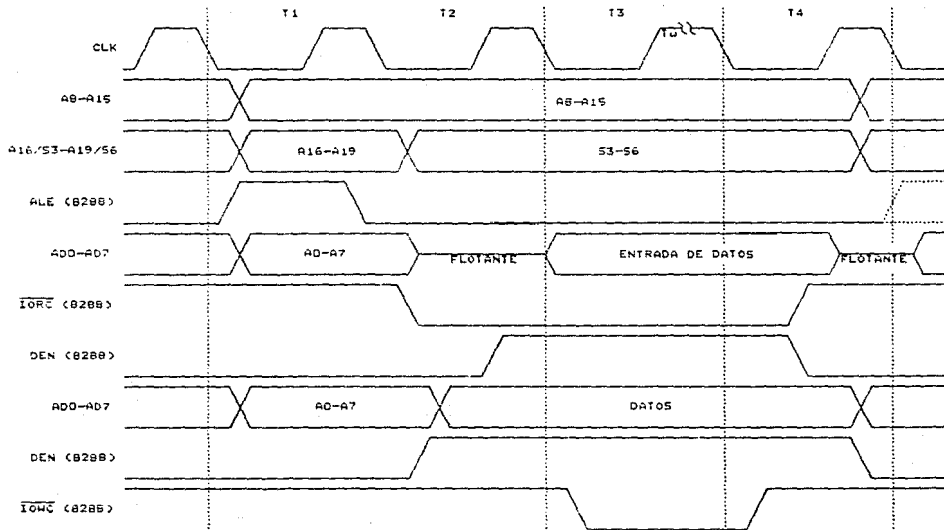 T1 T2 T3 T4
CLK Tw
A8-A15 A8-A15
A16/S3-A19/S6 A16-A19 S3-S6
ALE (8288)
AD0-AD7 A0-A7 FLOTANTE ENTRADA DE DATOS FLOTANTE
IORC (8288)
DEN (8288)
AD0-AD7 A0-A7 DATOS
DEN (8288)
IOWC (8288)